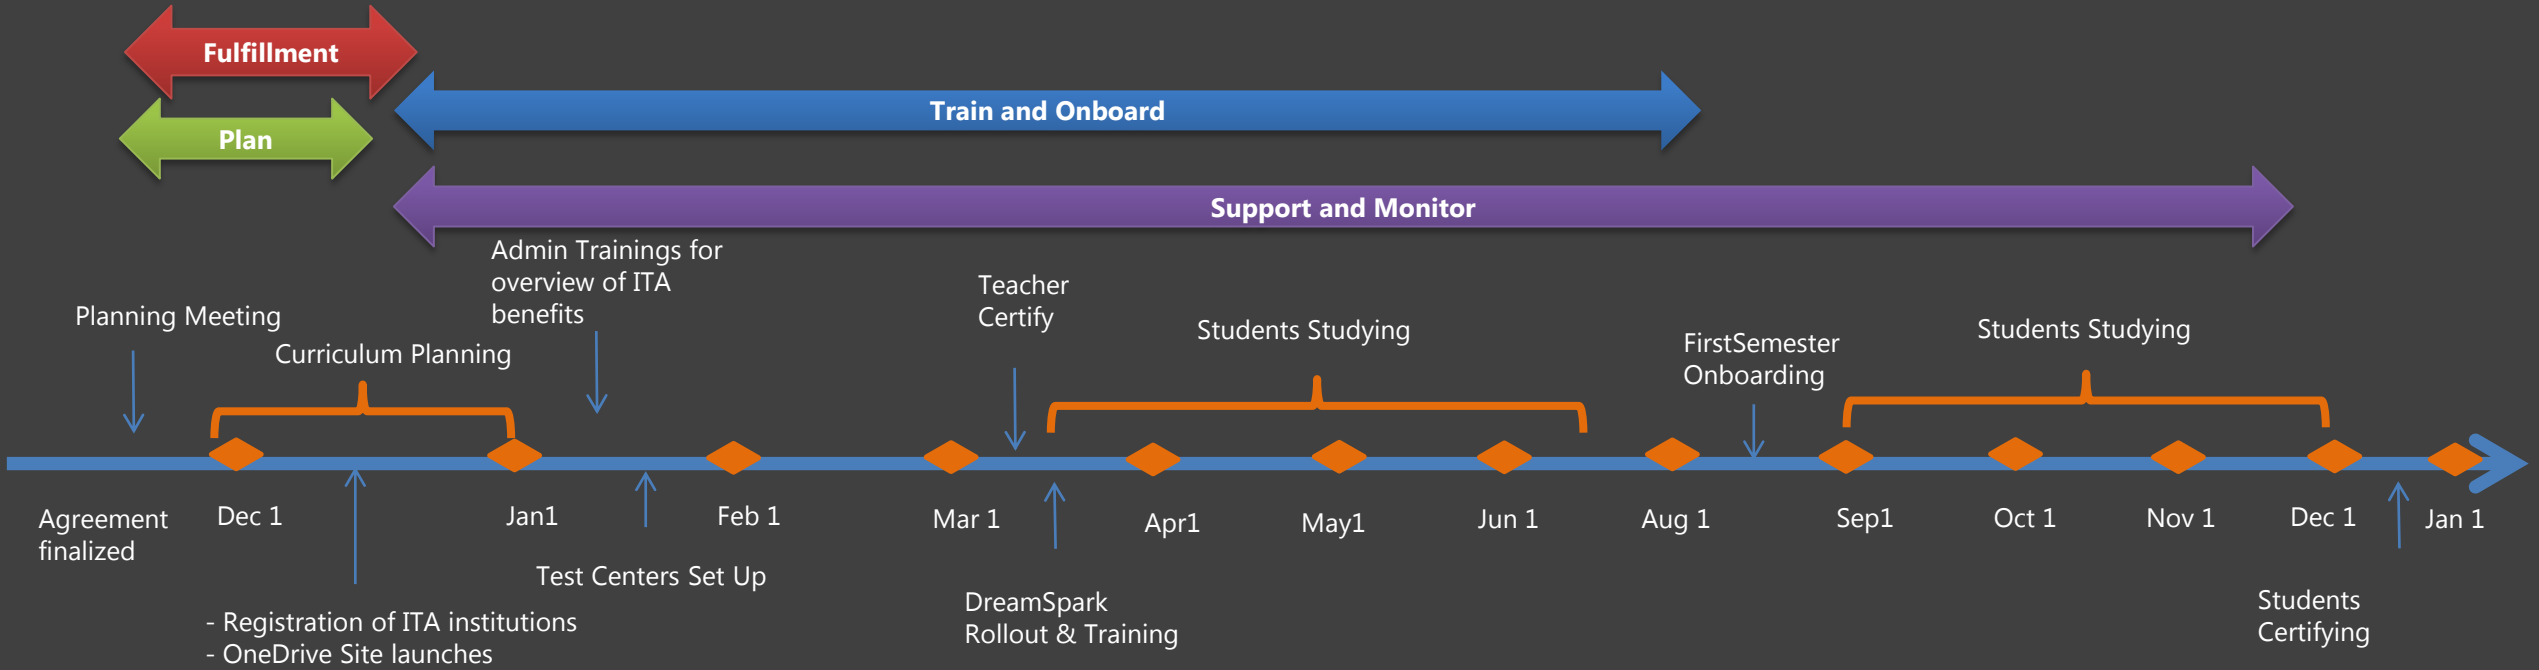 Fulfillment
Train and Onboard
Plan
Support and Monitor
Admin Trainings for
overview of ITA
benefits
Planning Meeting
Curriculum Planning
Teacher
Certify
Students Studying
FirstSemester
Onboarding
Students Studying
Agreement
finalized
Dec 1
Jan1
Feb 1
Mar 1
Apr1
May1
Jun 1
Aug 1
Sep1
Oct 1
Nov 1
Dec 1
Jan 1
- Registration of ITA institutions
- OneDrive Site launches
Test Centers Set Up
DreamSpark
Rollout & Training
Students
Certifying